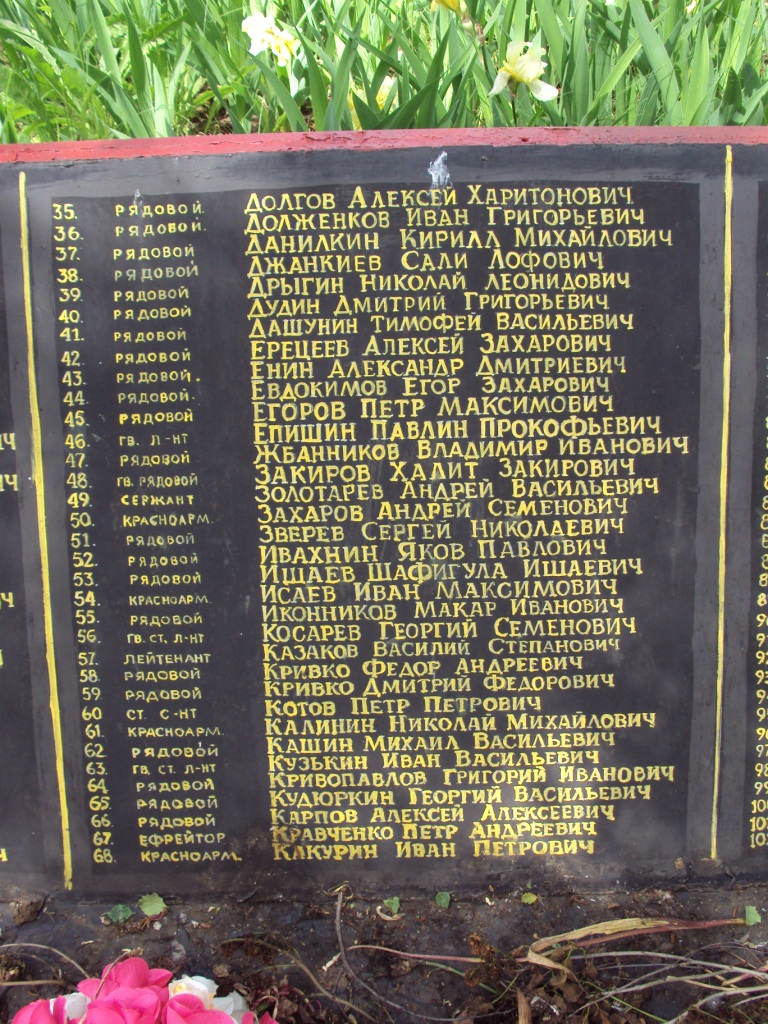 35. РЯДОВОЙ. ДОЛГОВ АЛЕКСЕЙ ХАРИТОНОВИЧ
36. РЯДОВОЙ. ДОЛЖЕНКОВ ИВАН ГРИГОРЬЕВИЧ
37. РЯДОВОЙ ДАНИЛКИН КИРИЛЛ МИХАЙЛОВИЧ
38. РЯДОВОЙ ДЖАНКИЕВ САЛИ ЛОФОВИЧ
39. РЯДОВОЙ ДРЫГИН НИКОЛАЙ ЛЕОНИДОВИЧ
40. РЯДОВОЙ ДУДИН ДМИТРИЙ ГРИГОРЬЕВИЧ
41. РЯДОВОЙ ДАШУНИН ТИМОФЕЙ ВАСИЛЬЕВИЧ
42. РЯДОВОЙ ЕРЕЦЕЕВ АЛЕКСЕЙ ЗАХАРОВИЧ
43. РЯДОВОЙ. ЕНИН АЛЕКСАНДР ДМИТРИЕВИЧ
44. РЯДОВОЙ. ЕВДОКИМОВ ЕГОР ЗАХАРОВИЧ
45. РЯДОВОЙ ЕГОРОВ ПЕТР МАКСИМОВИЧ
46. ГВ. Л-НТ ЕПИШИН ПАВЛИН ПРОКОФЬЕВИЧ
47. РЯДОВОЙ ЖБАННИКОВ ВЛАДИМИР ИВАНОВИЧ
48. ГВ. РЯДОВОЙ ЗАКИРОВ ХАЛИТ ЗАКИРОВИЧ
49. СЕРЖАНТ ЗОЛОТАРЕВ АНДРЕЙ ВАСИЛЬЕВИЧ
50. КРАСНОАРМ. ЗАХАРОВ АНДРЕЙ СЕМЕНОВИЧ
51. РЯДОВОЙ ЗВЕРЕВ СЕРГЕЙ НИКОЛАЕВИЧ
52. РЯДОВОЙ ИВАХНИН ЯКОВ ПАВЛОВИЧ
53. РЯДОВОЙ ИШАЕВ ШАФИГУЛА ИШАЕВИЧ
54. КРАСНОАРМ. ИСАЕВ ИВАН МАКСИМОВИЧ
55. РЯДОВОЙ ИКОННИКОВ МАКАР ИВАНОВИЧ
56. ГВ. СТ. Л-НТ КОСАРЕВ ГЕОРГИЙ СЕМЕНОВИЧ
57. ЛЕЙТЕНАНТ КАЗАКОВ ВАСИЛИЙ СТЕПАНОВИЧ
58. РЯДОВОЙ КРИВКО ФЕДОР АНДРЕЕВИЧ
59. РЯДОВОЙ КРИВКО ДМИТРИЙ ФЕДОРОВИЧ
60 СТ. С-НТ КОТОВ ПЕТР ПЕТРОВИЧ
61. КРАСНОАРМ. КАЛИНИН НИКОЛАЙ МИХАЙЛОВИЧ
62 РЯДОВОЙ КАШИН МИХАИЛ ВАСИЛЬЕВИЧ
63. ГВ. СТ. Л-НТ КУЗЬКИН ИВАН ВАСИЛЬЕВИЧ
64. РЯДОВОЙ КРИВОПАВЛОВ ГРИГОРИЙ ИВАНОВИЧ
65. РЯДОВОЙ КУДЮРКИН ГЕОРГИЙ ВАСИЛЬЕВИЧ
66. РЯДОВОЙ КАРПОВ АЛЕКСЕЙ АЛЕКСЕЕВИЧ
67. ЕФРЕЙТОР КРАВЧЕНКО ПЕТР АНДРЕЕВИЧ
68. КРАСНОАРМ. КАКУРИН ИВАН ПЕТРОВИЧ